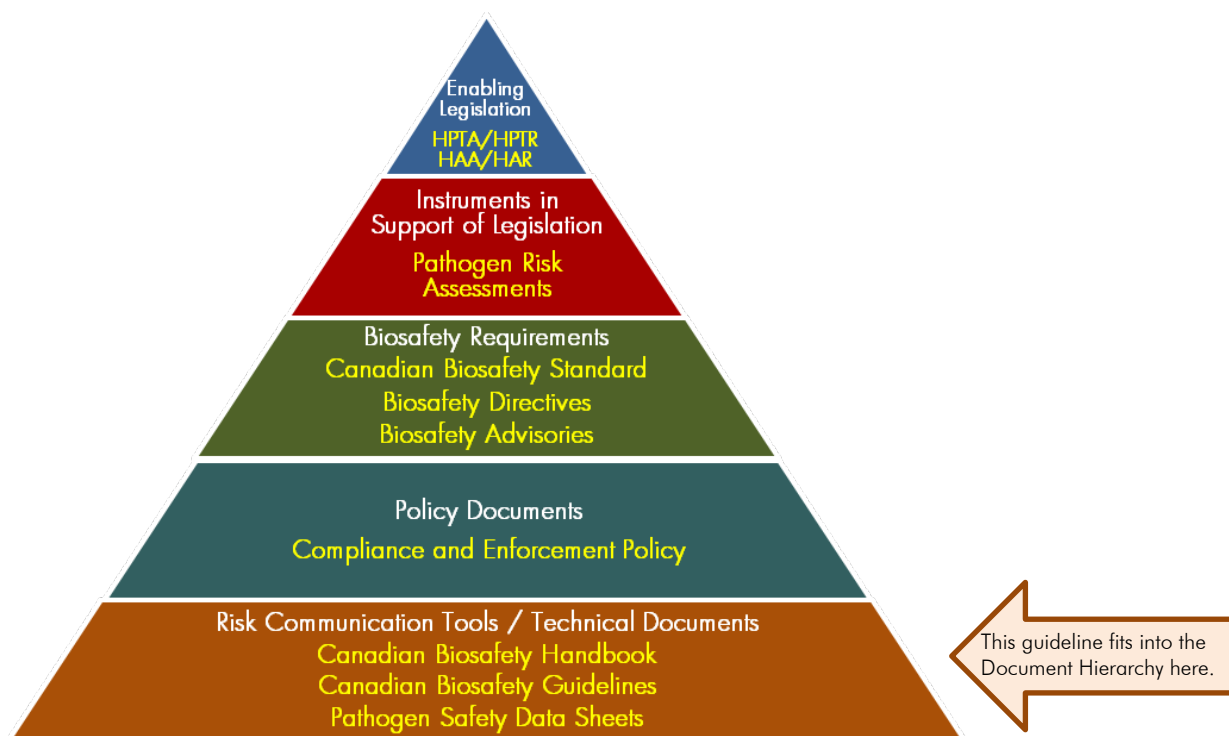 Enabling
Legislation
HPTA/HPTR
HAA/HAR
Instruments in
Support of Legislation
Pathogen Risk
Assessments
Biosafety Requirements
Canadian Biosafety Standard
Biosafety Directives
Biosafety Advisories
Policy Documents
Compliance and Enforcement Policy
Risk Communication Tools / Technical Documents
Canadian Biosafety Handbook
Canadian Biosafety Guidelines
Pathogen Safety Data Sheets
This guideline fits into the
Document Hierarchy here.